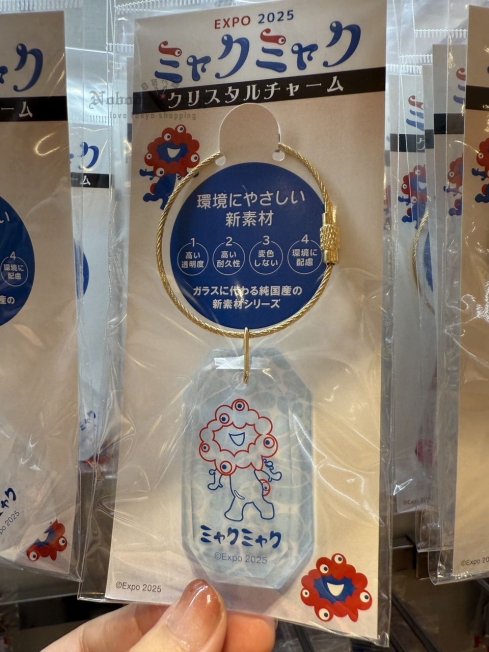 EXPO 2025
ミャクミャク
クリスタルチャーム
環境にやさしい
新素材
1
高い
透明度
2
高い
耐久性
3
変色
しない
4
環境に
配慮
ガラスに代わる純国産の
新素材シリーズ
ミャクミャク
©Expo 2025
©Expo 2025